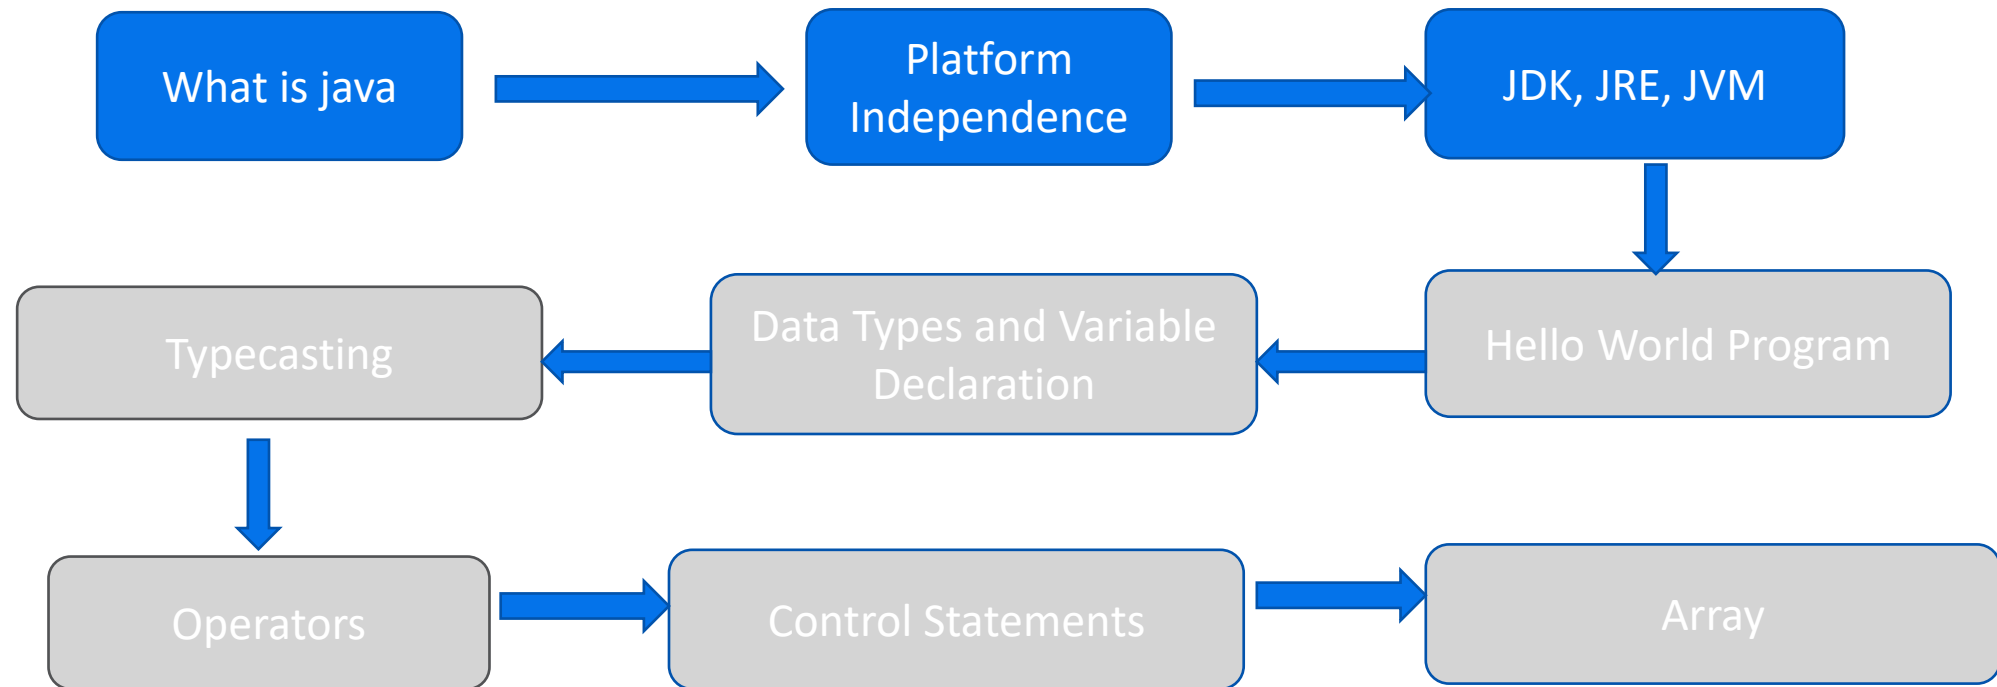 What is java
Platform
Independence
JDK, JRE, JVM
Hello World Program
Data Types and Variable
Declaration
Typecasting
Operators
Control Statements
Array